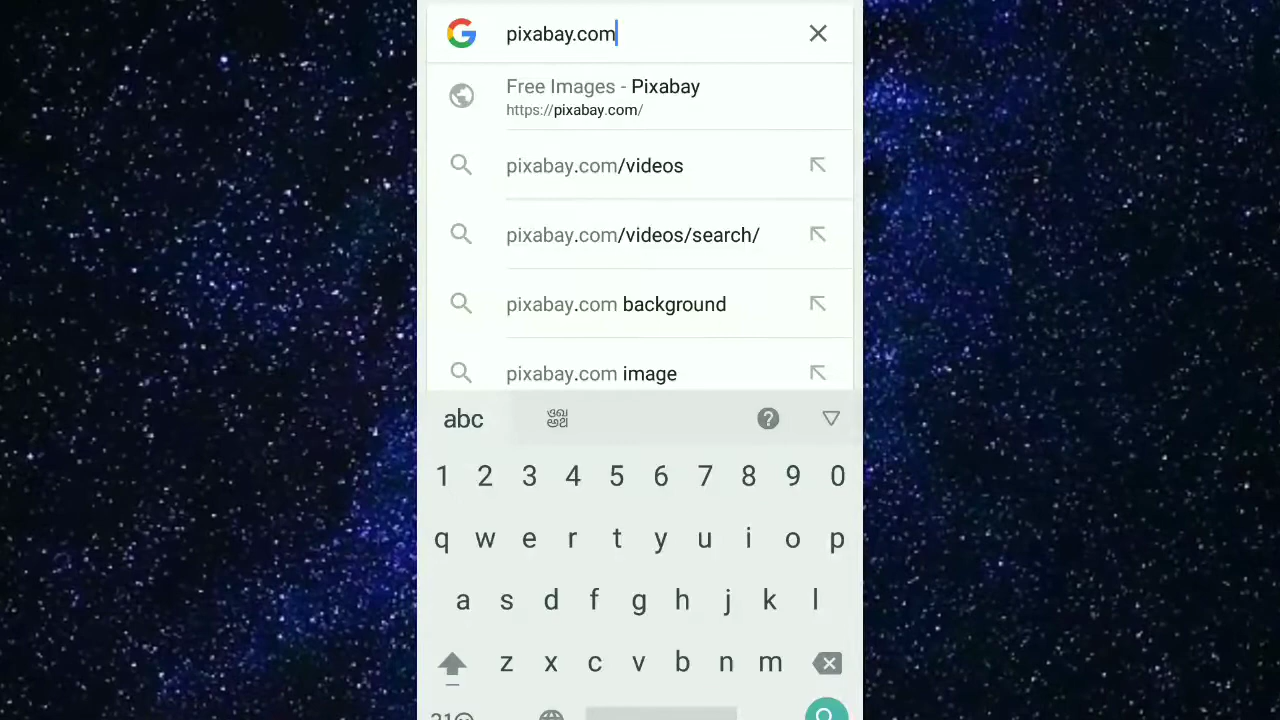 pixabay.com
Free Images - Pixabay
https://pixabay.com/
pixabay.com/videos
pixabay.com/videos/search/
pixabay.com background
pixabay.com image
abc
1 2 3 4 5 6 7 8 9 0
q w e r t y u i o p
a s d f g h j k l
z x c v b n m